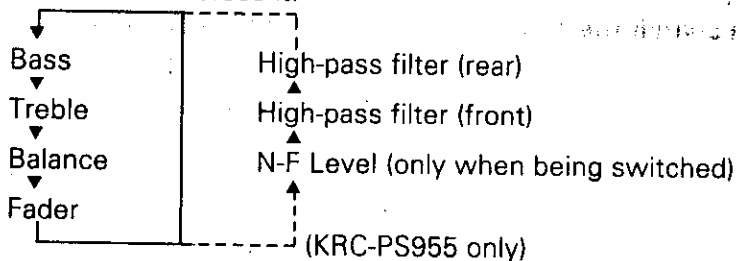 Bass
Treble
Balance
Fader
High-pass filter (rear)
High-pass filter (front)
N-F Level (only when being switched)
(KRC-PS955 only)